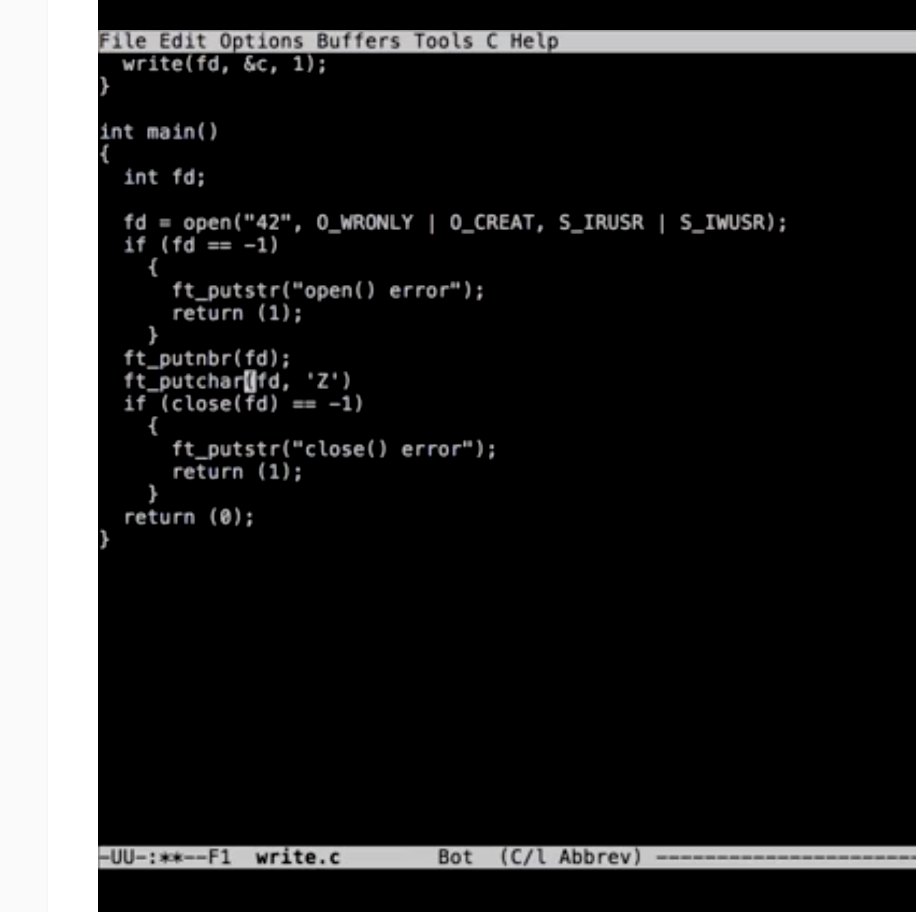 File Edit Options Buffers Tools C Help
  write(fd, &c, 1);
}

int main()
{
  int fd;

  fd = open("42", O_WRONLY | O_CREAT, S_IRUSR | S_IWUSR);
  if (fd == -1)
    {
      ft_putstr("open() error");
      return (1);
    }
  ft_putnbr(fd);
  ft_putchar(fd, 'Z')
  if (close(fd) == -1)
    {
      ft_putstr("close() error");
      return (1);
    }
  return (0);
}
-UU-:**--F1  write.c        Bot  (C/l Abbrev) ----------------------